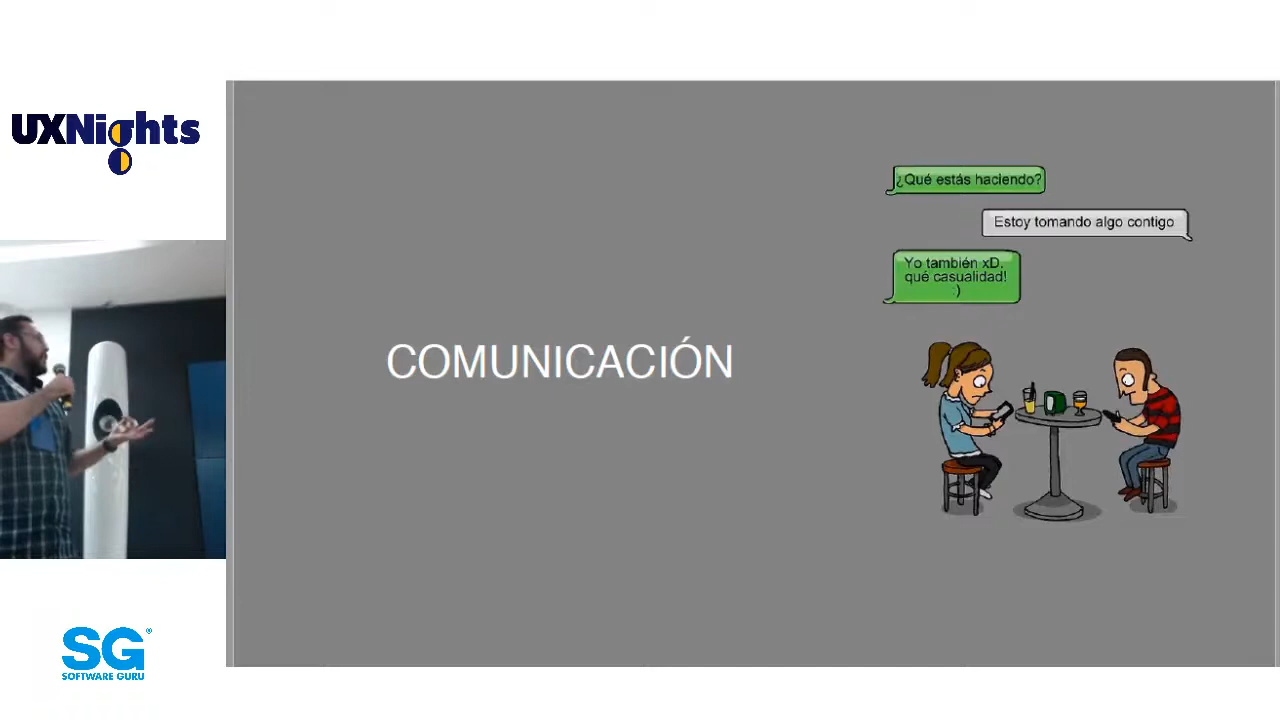 UXNights
¿Qué estás haciendo?
Estoy tomando algo contigo
Yo también xD,
qué casualidad!
:)
COMUNICACIÓN
SG®
SOFTWARE GURU